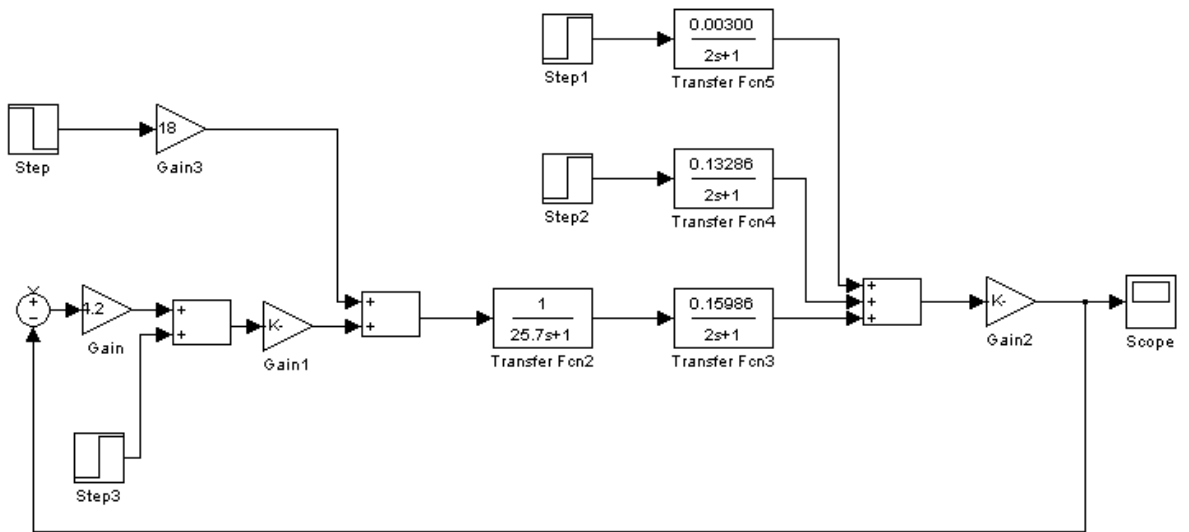 0.00300
2s+1
Step1
Transfer Fcn5
18
Step
Gain3
0.13286
2s+1
Step2
Transfer Fcn4
+
−
4.2
Gain
+
+
K-
Gain1
+
+
1
25.7s+1
Transfer Fcn2
0.15986
2s+1
Transfer Fcn3
+
+
+
K-
Gain2
Scope
Step3